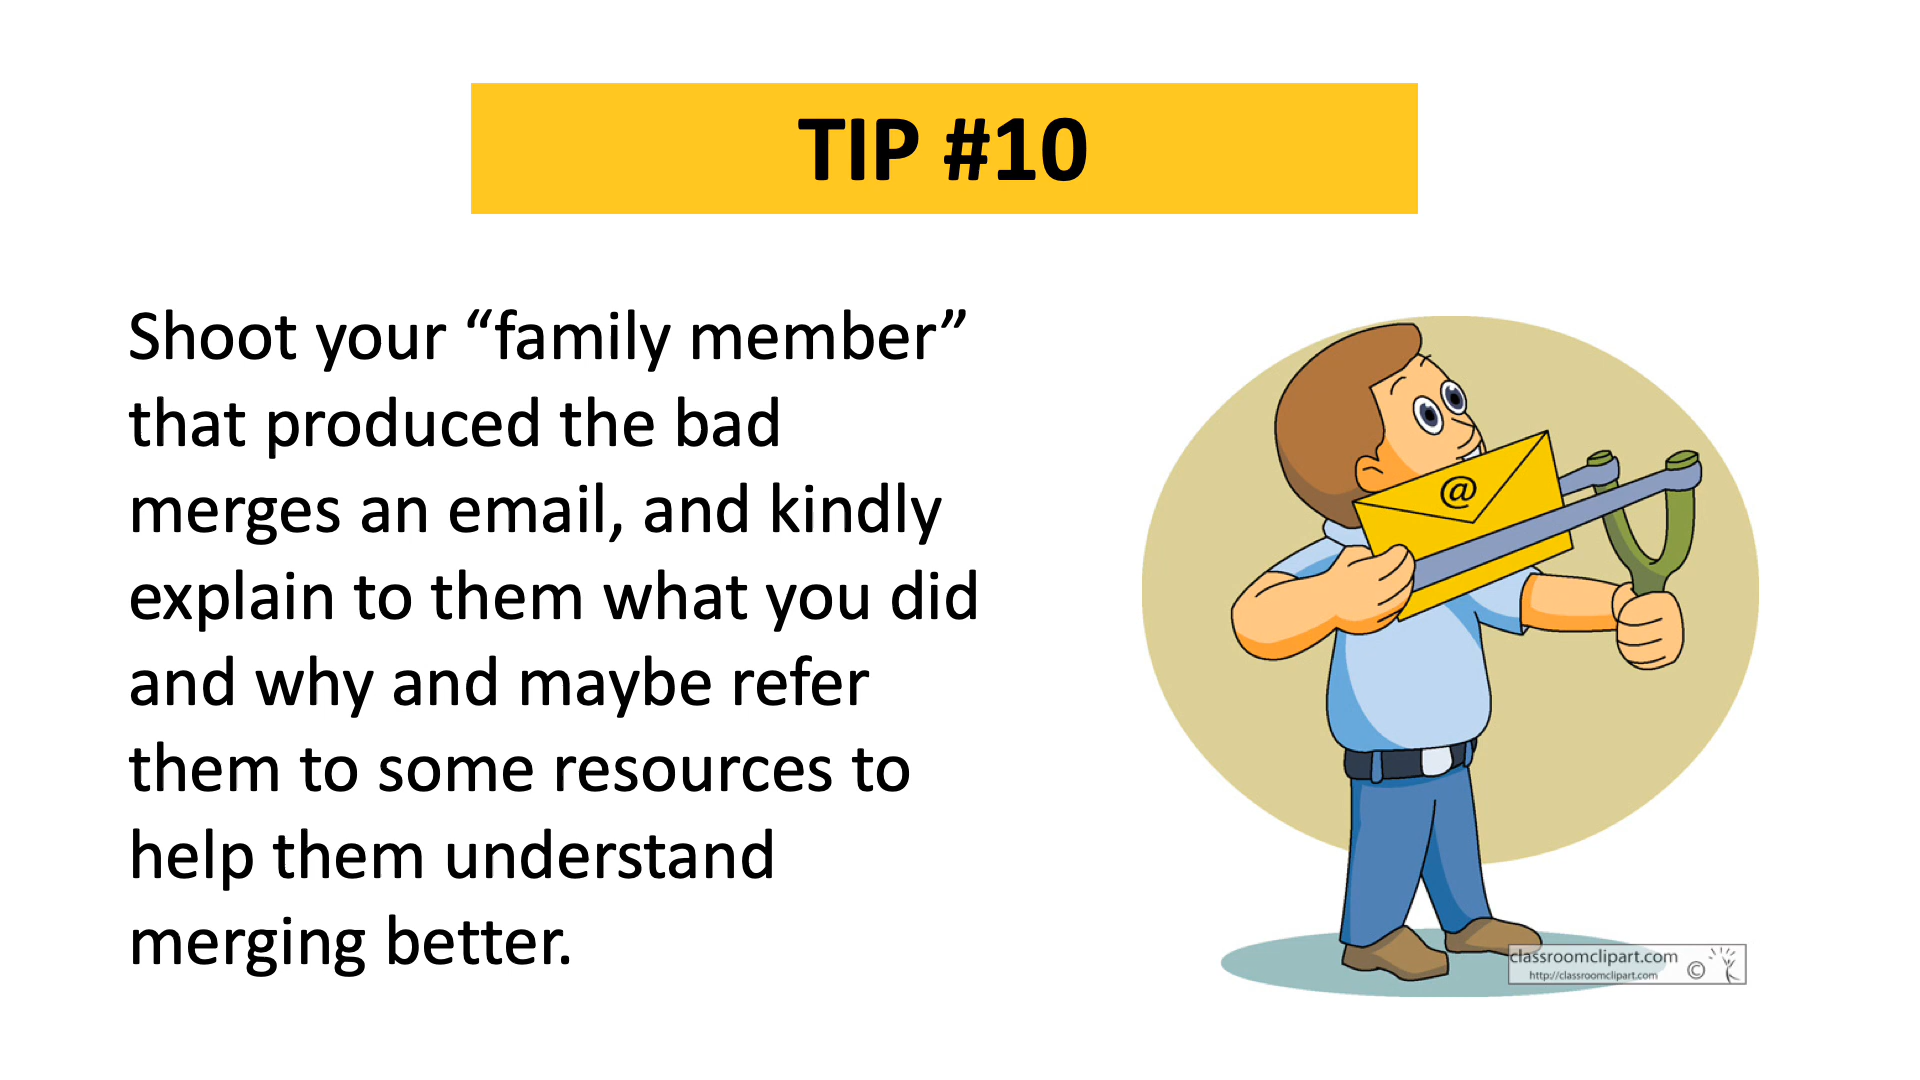 TIP #10
Shoot your “family member”
that produced the bad
merges an email, and kindly
explain to them what you did
and why and maybe refer
them to some resources to
help them understand
merging better.
@
classroomclipart.com
http://classroomclipart.com ©